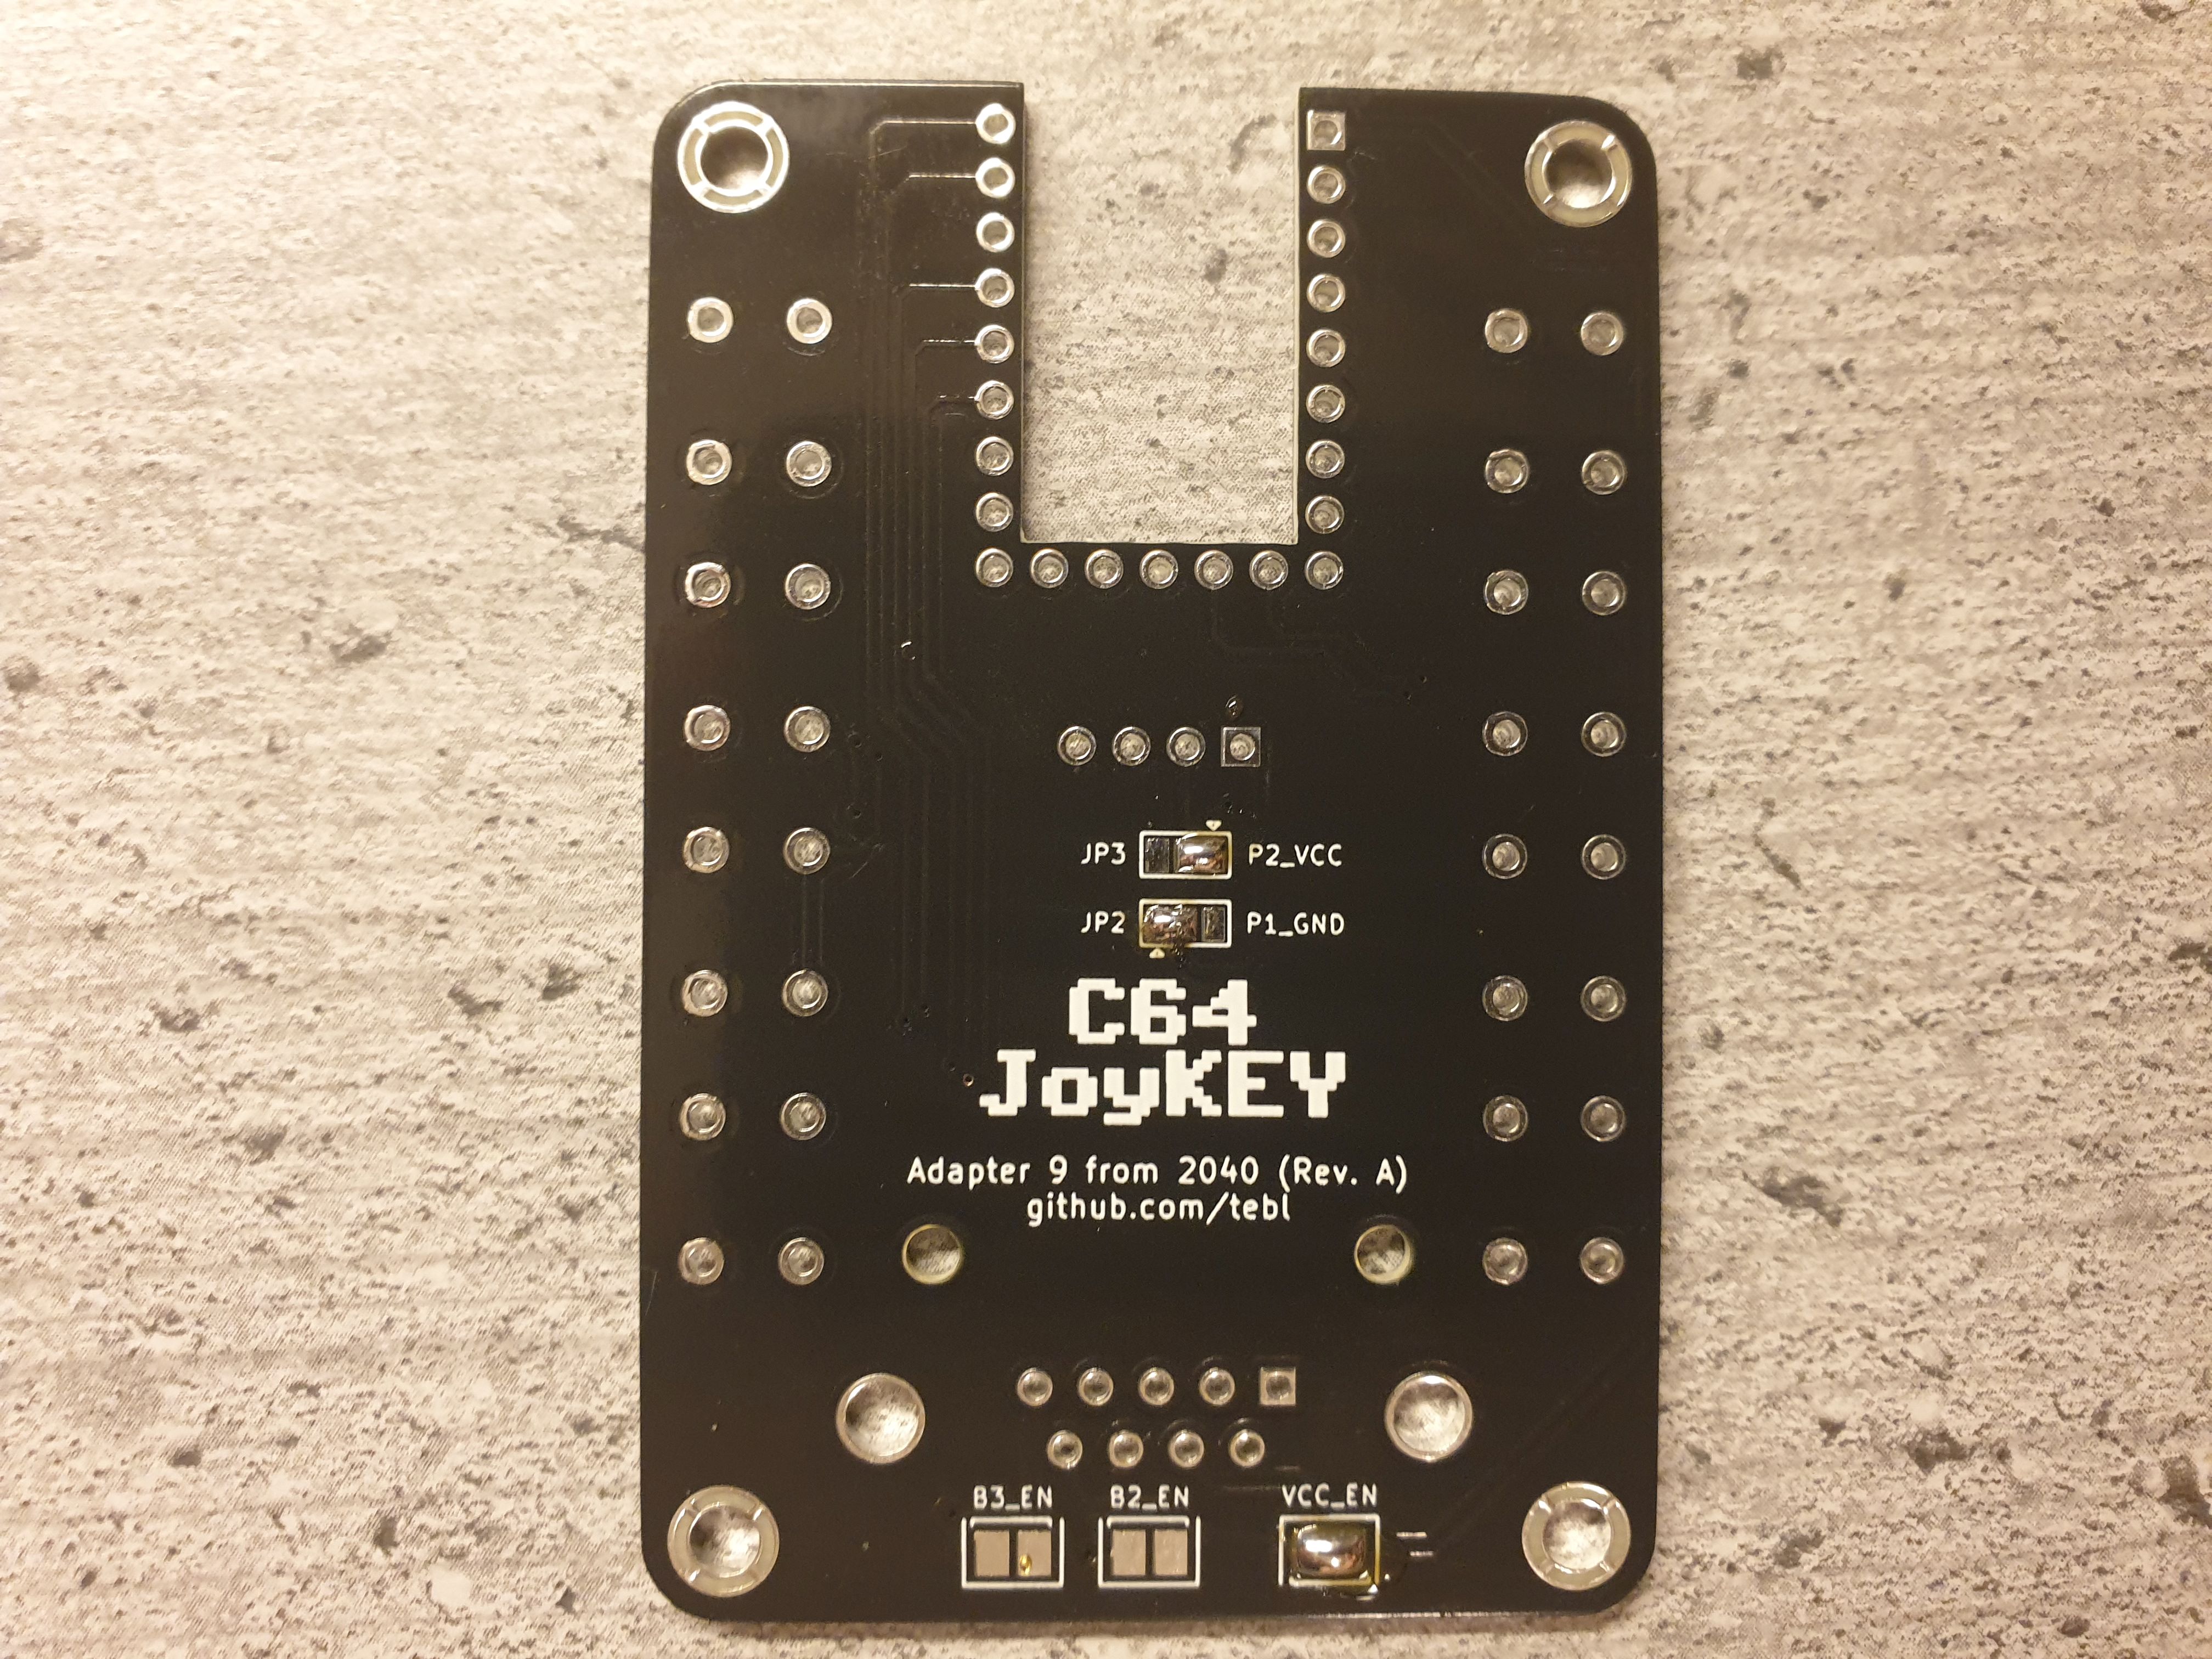 JP3 P2_VCC
JP2 P1_GND
C64
JoyKEY
Adapter 9 from 2040 (Rev. A)
github.com/tebl
B3_EN B2_EN VCC_EN